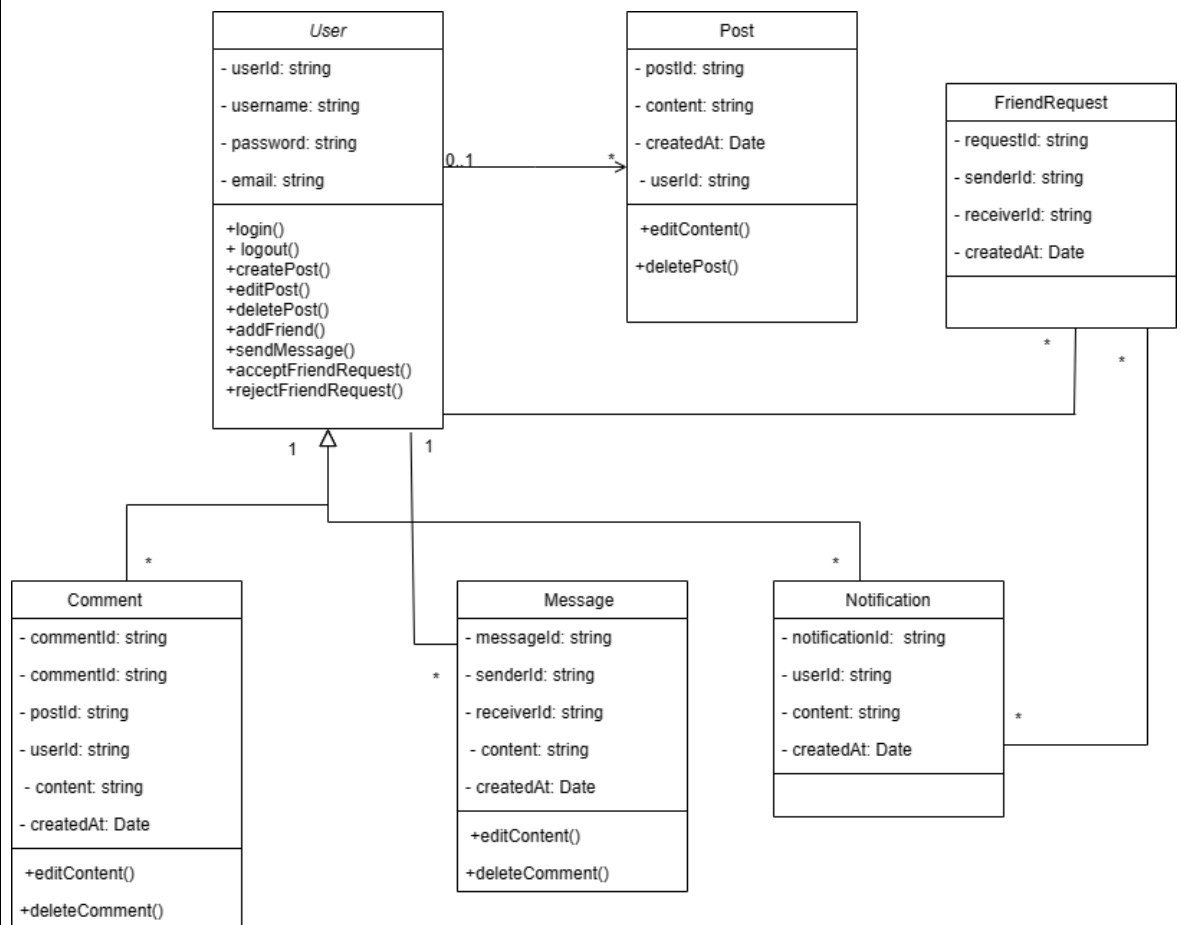 User
- userId: string
- username: string
- password: string
- email: string
+login()
+ logout()
+createPost()
+editPost()
+deletePost()
+addFriend()
+sendMessage()
+acceptFriendRequest()
+rejectFriendRequest()
0..1
*
Post
- postId: string
- content: string
- createdAt: Date
- userId: string
+editContent()
+deletePost()
FriendRequest
- requestId: string
- senderId: string
- receiverId: string
- createdAt: Date
*
*
1
1
*
*
Comment
- commentId: string
- commentId: string
- postId: string
- userId: string
- content: string
- createdAt: Date
+editContent()
+deleteComment()
*
Message
- messageId: string
- senderId: string
- receiverId: string
- content: string
- createdAt: Date
+editContent()
+deleteComment()
Notification
- notificationId:  string
- userId: string
- content: string
- createdAt: Date
*